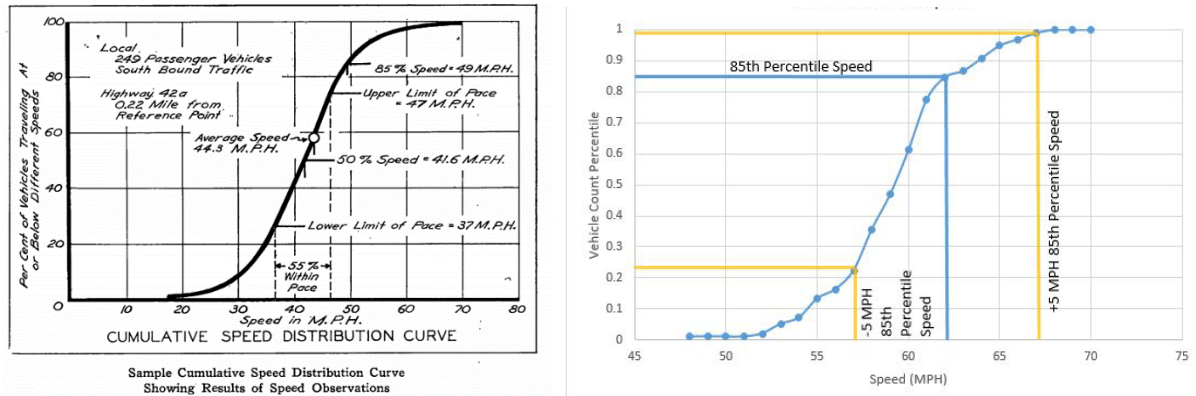 Per Cent of Vehicles Traveling At
or Below Different Speeds
100
80
60
40
20
0
Local
249 Passenger Vehicles
South Bound Traffic
Highway 42a
0.22 Mile from
Reference Point
85% Speed = 49 M.P.H.
Upper Limit of Pace
= 47 M.P.H.
Average Speed
44.3 M.P.H.
50% Speed = 41.6 M.P.H.
Lower Limit of Pace = 37 M.P.H.
55%
Within
Pace
10 20 30 40 50 60 70 80
Speed in M.P.H.
CUMULATIVE SPEED DISTRIBUTION CURVE
Sample Cumulative Speed Distribution Curve
Showing Results of Speed Observations
Vehicle Count Percentile
1
0.9
0.8
0.7
0.6
0.5
0.4
0.3
0.2
0.1
0
85th Percentile Speed
-5 MPH
85th
Percentile
Speed
+5 MPH 85th Percentile Speed
45 50 55 60 65 70 75
Speed (MPH)